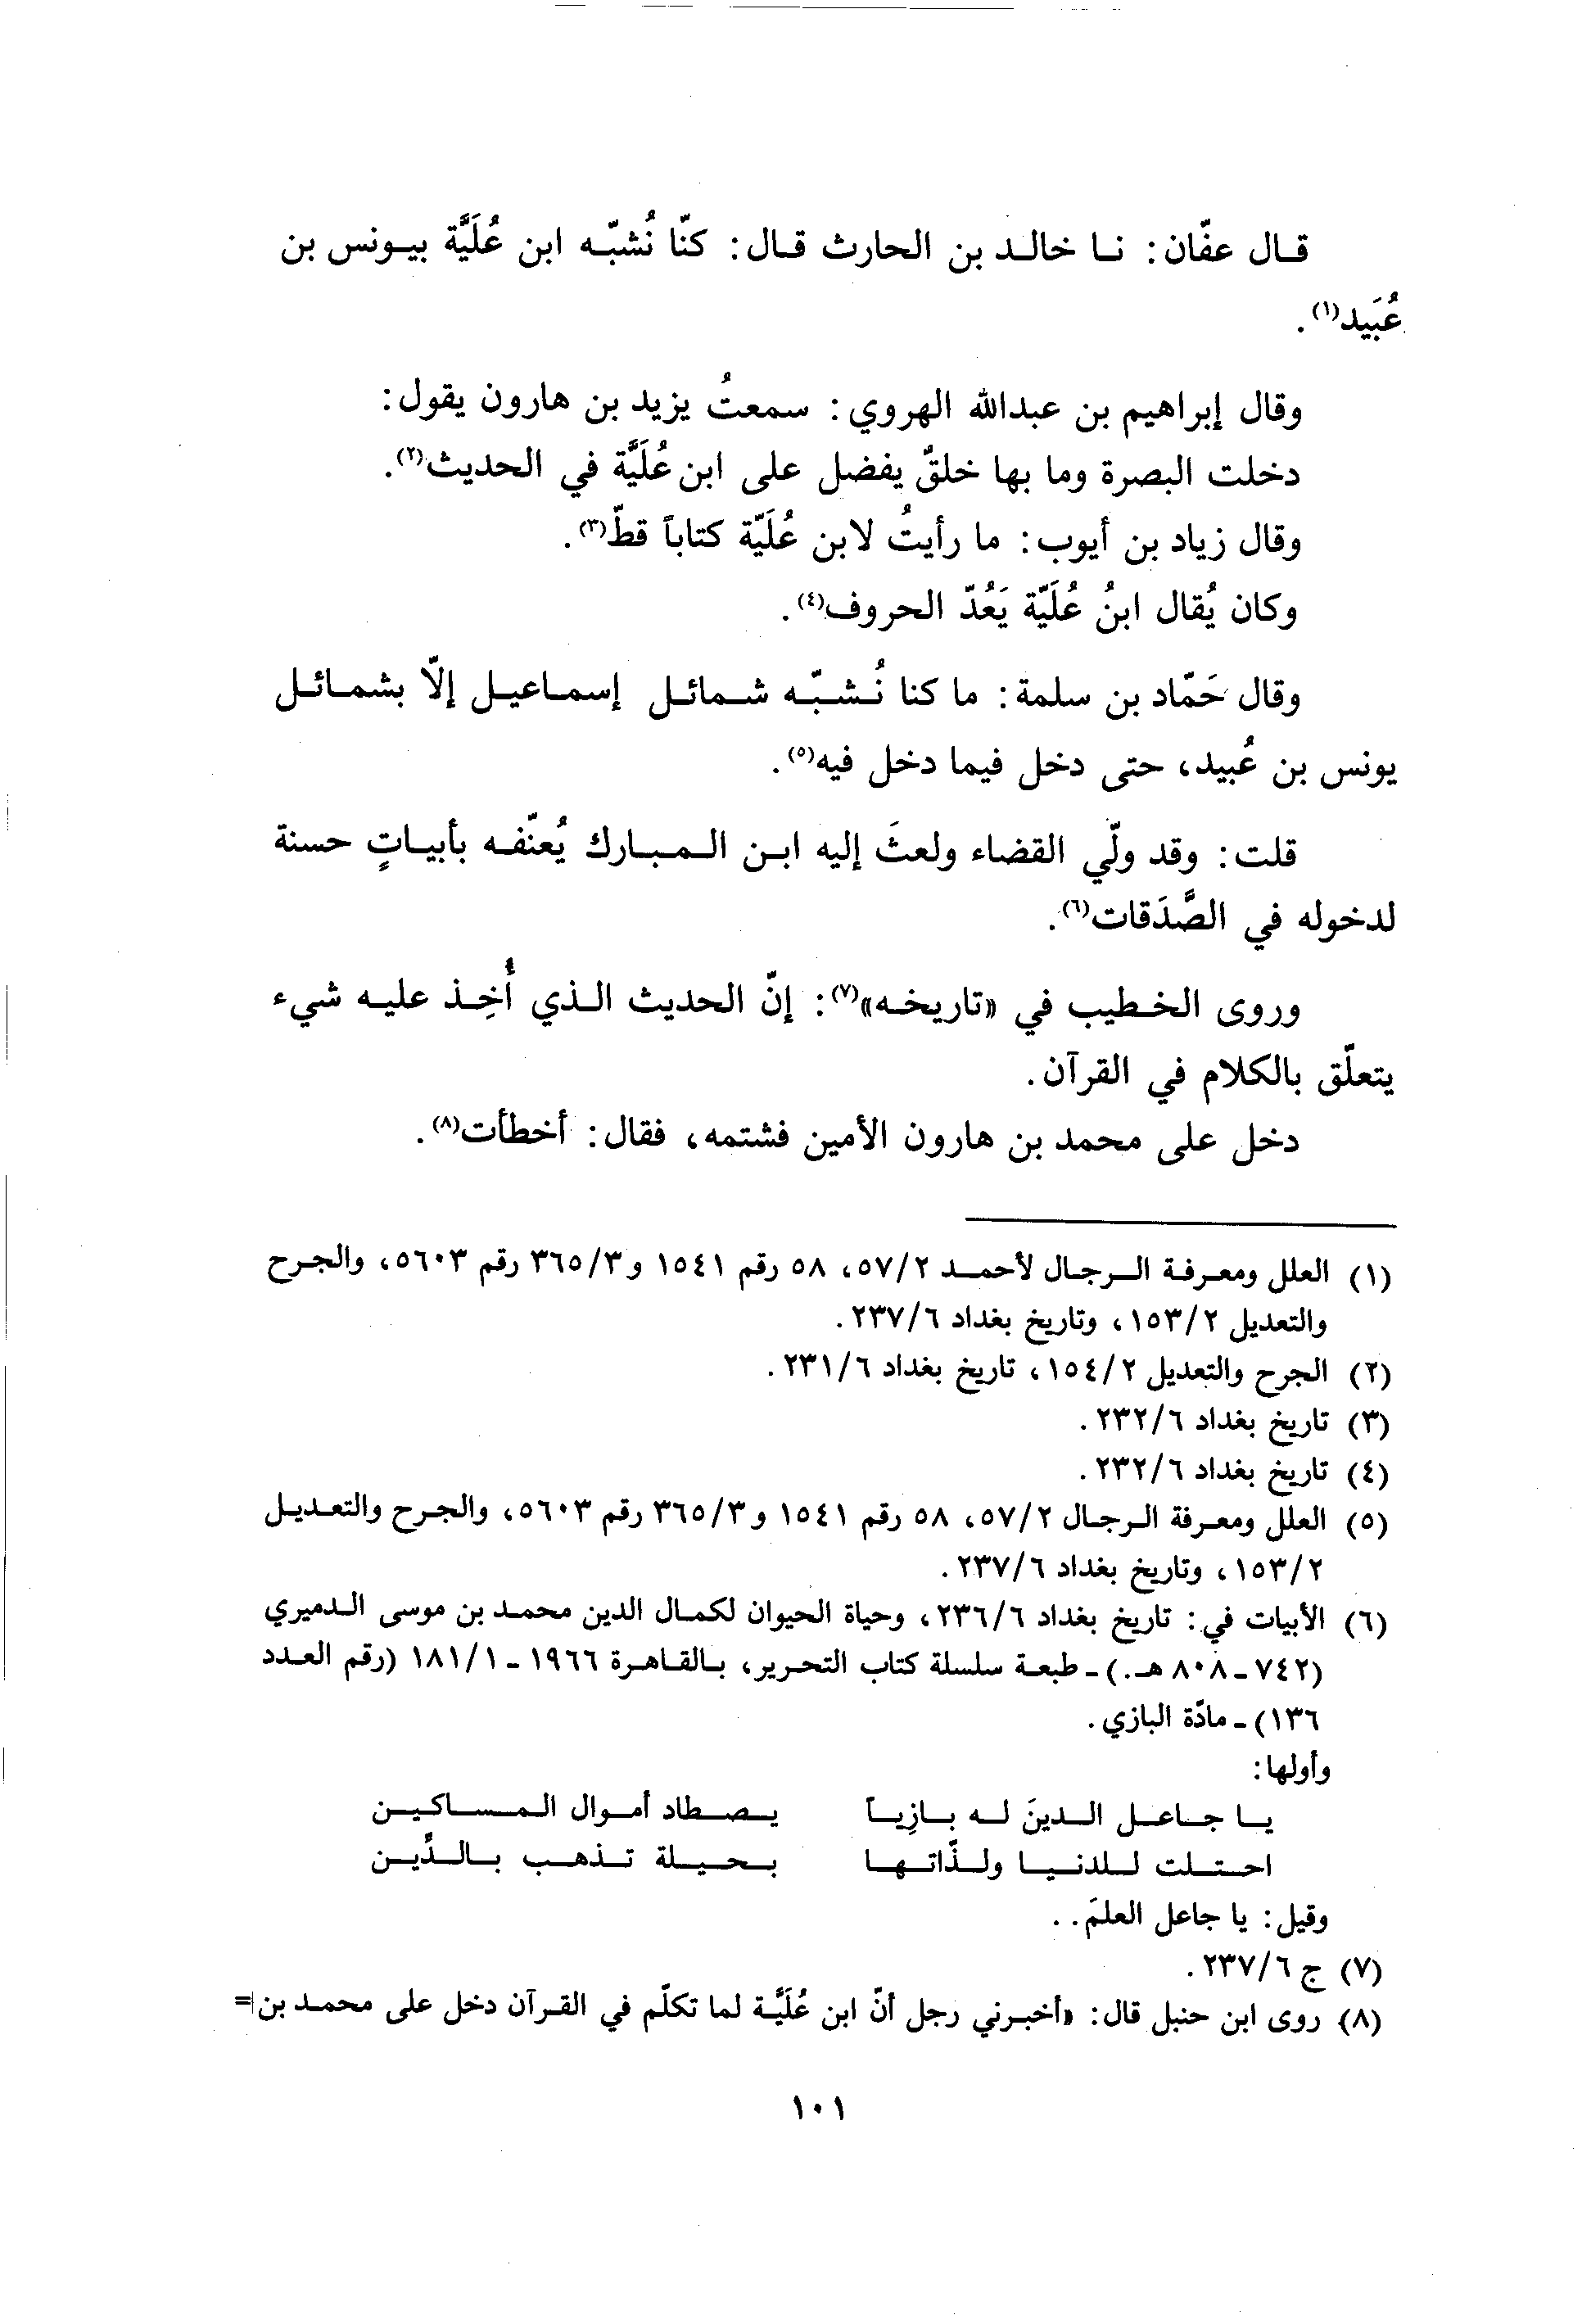 قال عفّان: نا خالد بن الحارث قال: كنّا نُشبّه ابن عُلَيَّة بيونس بن
عُبَيد(١).
وقال إبراهيم بن عبدالله الهروي: سمعتُ يزيد بن هارون يقول:
دخلت البصرة وما بها خلقٌ يفضل على ابن عُلَيَّة في الحديث(٢).
وقال زياد بن أيوب: ما رأيتُ لابن عُلَيّة كتاباً قطّ(٣).
وكان يُقال ابنُ عُلَيّة يَعُدّ الحروف(٤).
وقال حَمّاد بن سلمة: ما كنا نُشبّه شمائل إسماعيل إلّا بشمائل
يونس بن عُبيد، حتى دخل فيما دخل فيه(٥).
قلت: وقد ولّي القضاء ولعثَ إليه ابن المبارك يُعنّفه بأبياتٍ حسنة
لدخوله في الصَّدَقات(٦).
وروى الخطيب في «تاريخه»(٧): إنّ الحديث الذي أُخِذ عليه شيء
يتعلّق بالكلام في القرآن.
دخل على محمد بن هارون الأمين فشتمه، فقال: أخطأت(٨).
(١) العلل ومعرفة الرجال لأحمد ٥٧/٢، ٥٨ رقم ١٥٤١ و٣٦٥/٣ رقم ٥٦٠٣، والجرح
والتعديل ١٥٣/٢، وتاريخ بغداد ٢٣٧/٦.
(٢) الجرح والتعديل ١٥٤/٢، تاريخ بغداد ٢٣١/٦.
(٣) تاريخ بغداد ٢٣٢/٦.
(٤) تاريخ بغداد ٢٣٢/٦.
(٥) العلل ومعرفة الرجال ٥٧/٢، ٥٨ رقم ١٥٤١ و٣٦٥/٣ رقم ٥٦٠٣، والجرح والتعديل
١٥٣/٢، وتاريخ بغداد ٢٣٧/٦.
(٦) الأبيات في: تاريخ بغداد ٢٣٦/٦، وحياة الحيوان لكمال الدين محمد بن موسى الدميري
(٧٤٢ - ٨٠٨ هـ.) - طبعة سلسلة كتاب التحرير، بالقاهرة ١٩٦٦ - ١٨١/١ (رقم العدد
١٣٦) - مادّة البازي.
وأولها:
يا جاعل الدينَ له بازِياً يصطاد أموال المساكين
احتلت للدنيا ولذّاتها بحيلة تذهب بالدِّين
وقيل: يا جاعل العلمَ..
(٧) ج ٢٣٧/٦.
(٨) روى ابن حنبل قال: «أخبرني رجل أنّ ابن عُلَيَّة لما تكلّم في القرآن دخل على محمد بن =
١٠١